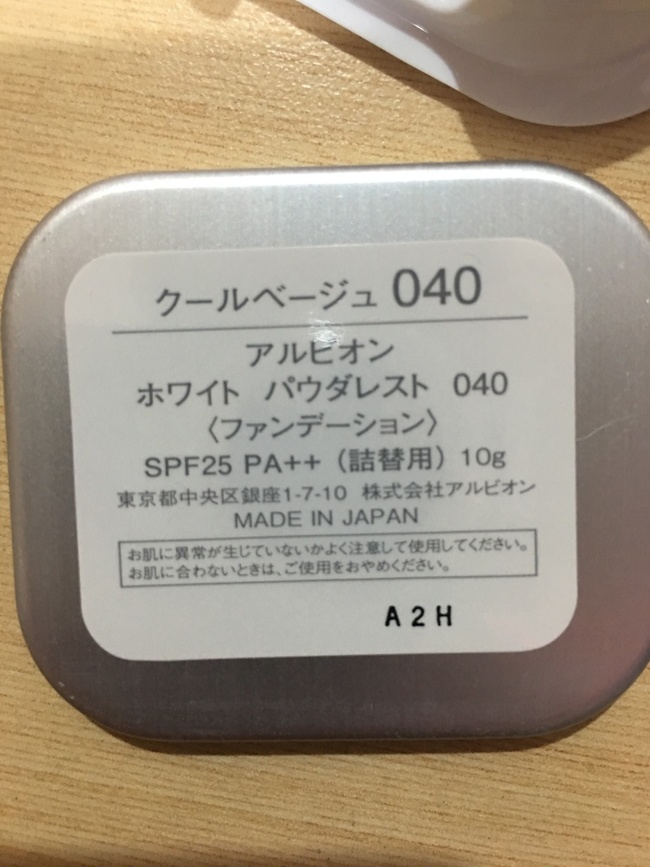 クールベージュ 040
アルビオン
ホワイト パウダレスト 040
〈ファンデーション〉
SPF25 PA++（詰替用）10g
東京都中央区銀座1-7-10 株式会社アルビオン
MADE IN JAPAN
お肌に異常が生じていないかよく注意して使用してください。
お肌に合わないときは、ご使用をおやめください。
A2H